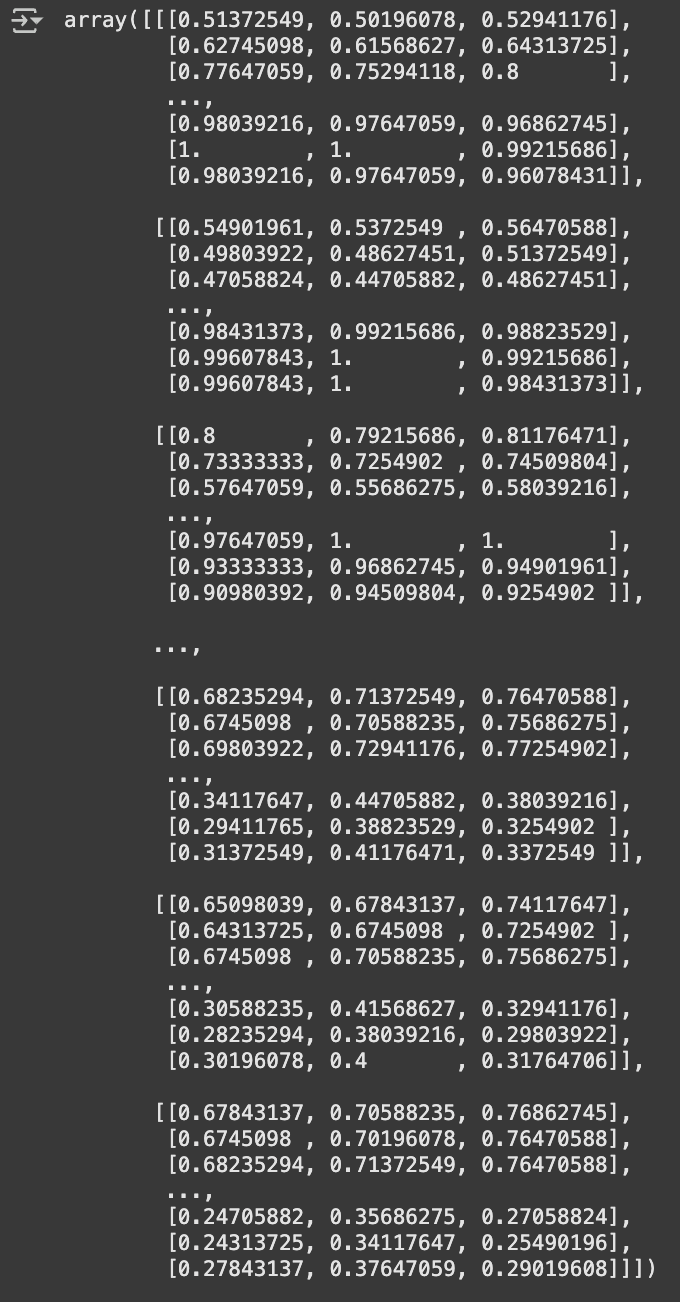 array([[[0.51372549, 0.50196078, 0.52941176],
        [0.62745098, 0.61568627, 0.64313725],
        [0.77647059, 0.75294118, 0.8       ],
        ...,
        [0.98039216, 0.97647059, 0.96862745],
        [1.        , 1.        , 0.99215686],
        [0.98039216, 0.97647059, 0.96078431]],

       [[0.54901961, 0.5372549 , 0.56470588],
        [0.49803922, 0.48627451, 0.51372549],
        [0.47058824, 0.44705882, 0.48627451],
        ...,
        [0.98431373, 0.99215686, 0.98823529],
        [0.99607843, 1.        , 0.99215686],
        [0.99607843, 1.        , 0.98431373]],

       [[0.8       , 0.79215686, 0.81176471],
        [0.73333333, 0.7254902 , 0.74509804],
        [0.57647059, 0.55686275, 0.58039216],
        ...,
        [0.97647059, 1.        , 1.        ],
        [0.93333333, 0.96862745, 0.94901961],
        [0.90980392, 0.94509804, 0.9254902 ]],

       ...,

       [[0.68235294, 0.71372549, 0.76470588],
        [0.6745098 , 0.70588235, 0.75686275],
        [0.69803922, 0.72941176, 0.77254902],
        ...,
        [0.34117647, 0.44705882, 0.38039216],
        [0.29411765, 0.38823529, 0.3254902 ],
        [0.31372549, 0.41176471, 0.3372549 ]],

       [[0.65098039, 0.67843137, 0.74117647],
        [0.64313725, 0.6745098 , 0.7254902 ],
        [0.6745098 , 0.70588235, 0.75686275],
        ...,
        [0.30588235, 0.41568627, 0.32941176],
        [0.28235294, 0.38039216, 0.29803922],
        [0.30196078, 0.4       , 0.31764706]],

       [[0.67843137, 0.70588235, 0.76862745],
        [0.6745098 , 0.70196078, 0.76470588],
        [0.68235294, 0.71372549, 0.76470588],
        ...,
        [0.24705882, 0.35686275, 0.27058824],
        [0.24313725, 0.34117647, 0.25490196],
        [0.27843137, 0.37647059, 0.29019608]]])